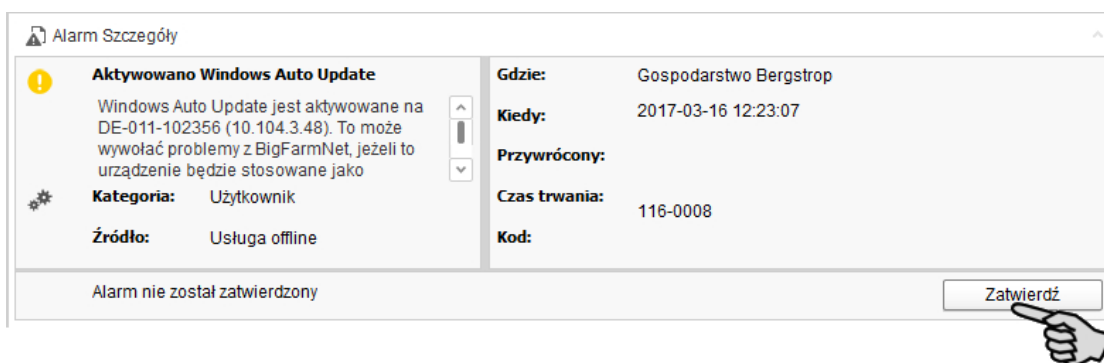 Alarm Szczegóły
Aktywowano Windows Auto Update
Windows Auto Update jest aktywowane na
DE-011-102356 (10.104.3.48). To może
wywołać problemy z BigFarmNet, jeżeli to
urządzenie będzie stosowane jako
Kategoria: Użytkownik
Źródło: Usługa offline
Gdzie: Gospodarstwo Bergstrop
Kiedy: 2017-03-16 12:23:07
Przywrócony:
Czas trwania:
116-0008
Kod:
Alarm nie został zatwierdzony
Zatwierdź